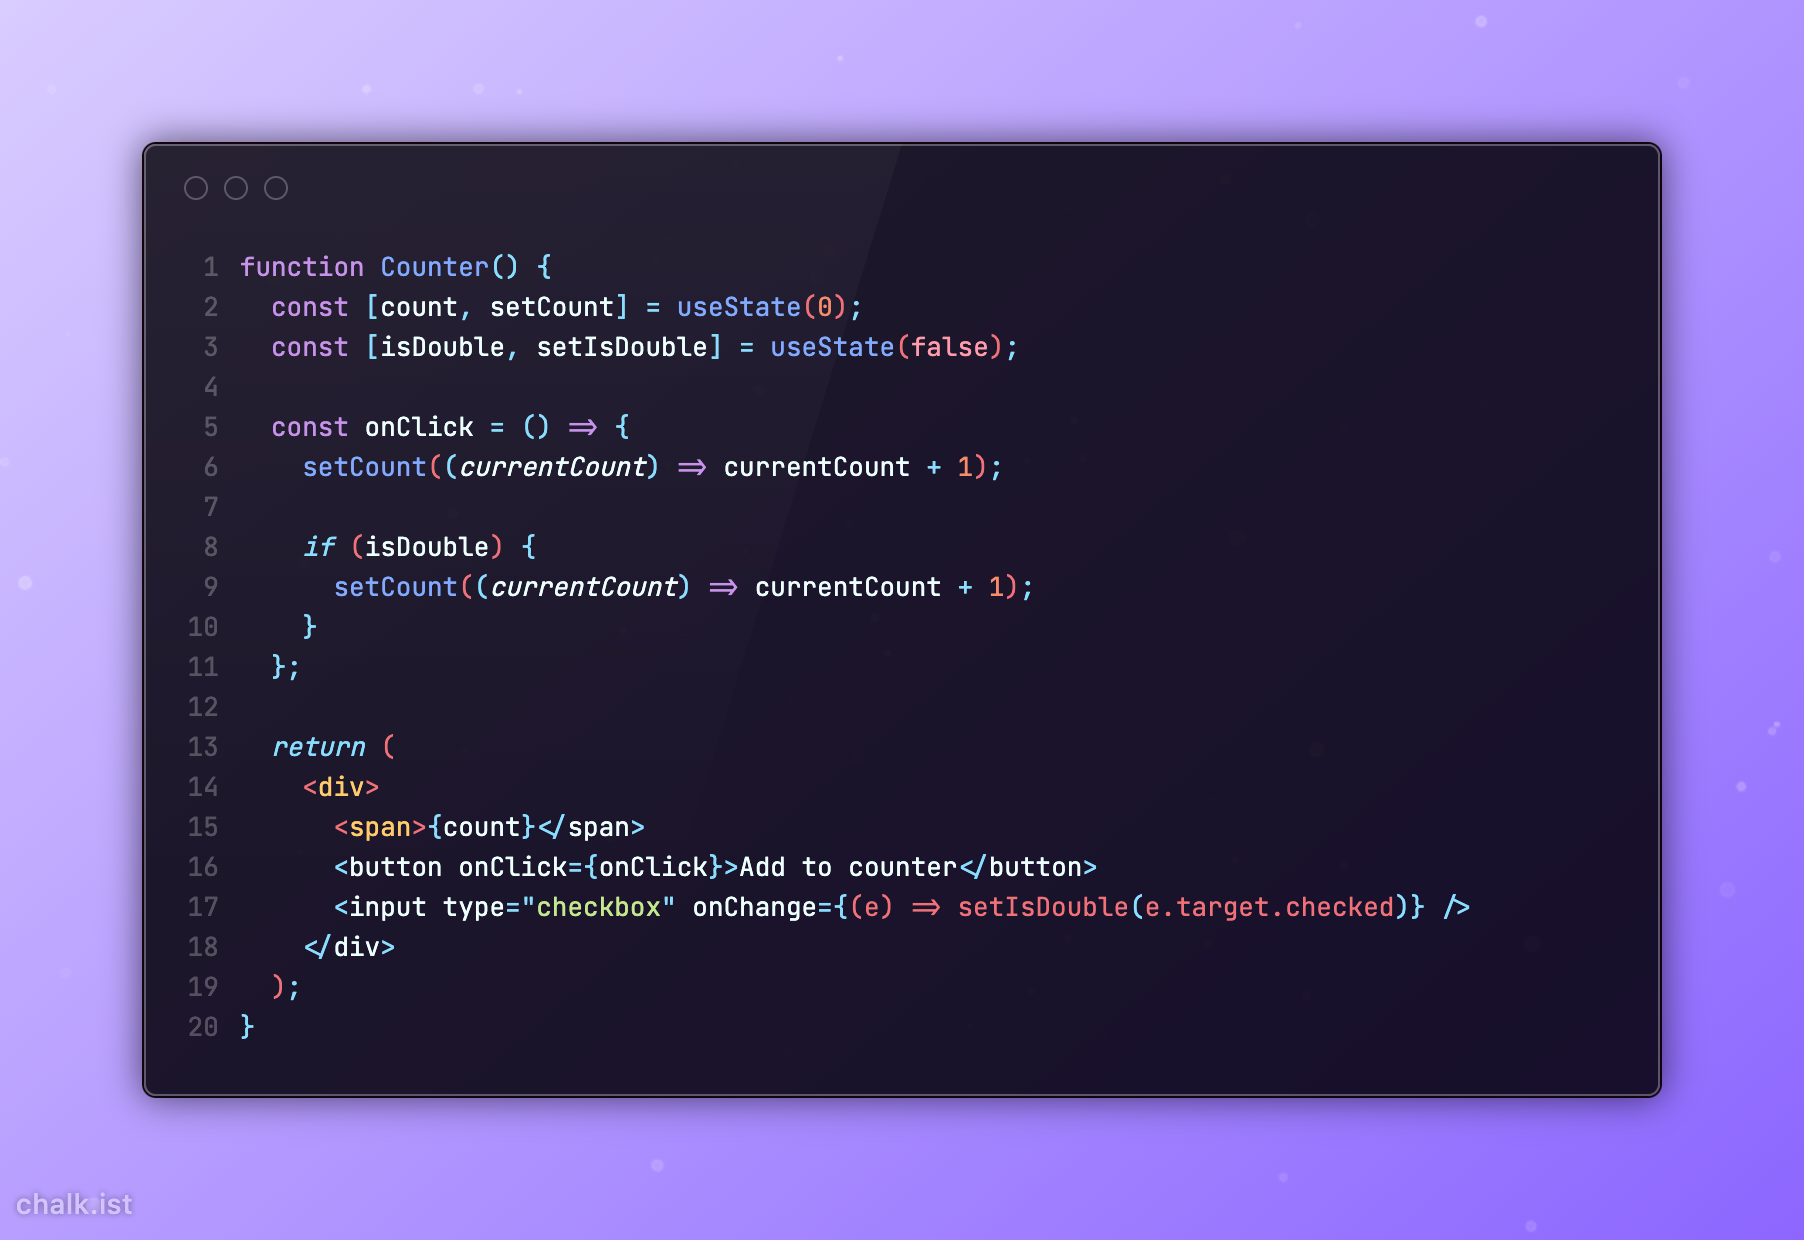 1 function Counter() {
2   const [count, setCount] = useState(0);
3   const [isDouble, setIsDouble] = useState(false);
4
5   const onClick = () => {
6     setCount((currentCount) => currentCount + 1);
7
8     if (isDouble) {
9       setCount((currentCount) => currentCount + 1);
10     }
11   };
12
13   return (
14     <div>
15       <span>{count}</span>
16       <button onClick={onClick}>Add to counter</button>
17       <input type="checkbox" onChange={(e) => setIsDouble(e.target.checked)} />
18     </div>
19   );
20 }
chalk.ist